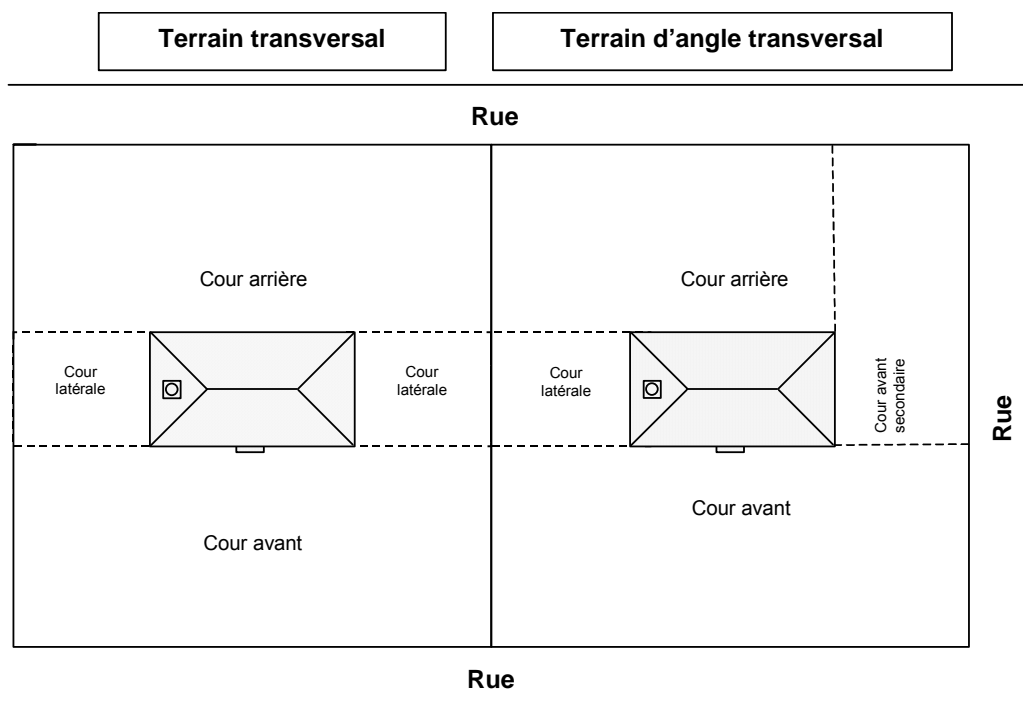 Terrain transversal
Terrain d'angle transversal
Rue
Cour arrière
Cour arrière
Cour
latérale
Cour
latérale
Cour
latérale
Cour avant
secondaire
Rue
Cour avant
Cour avant
Rue